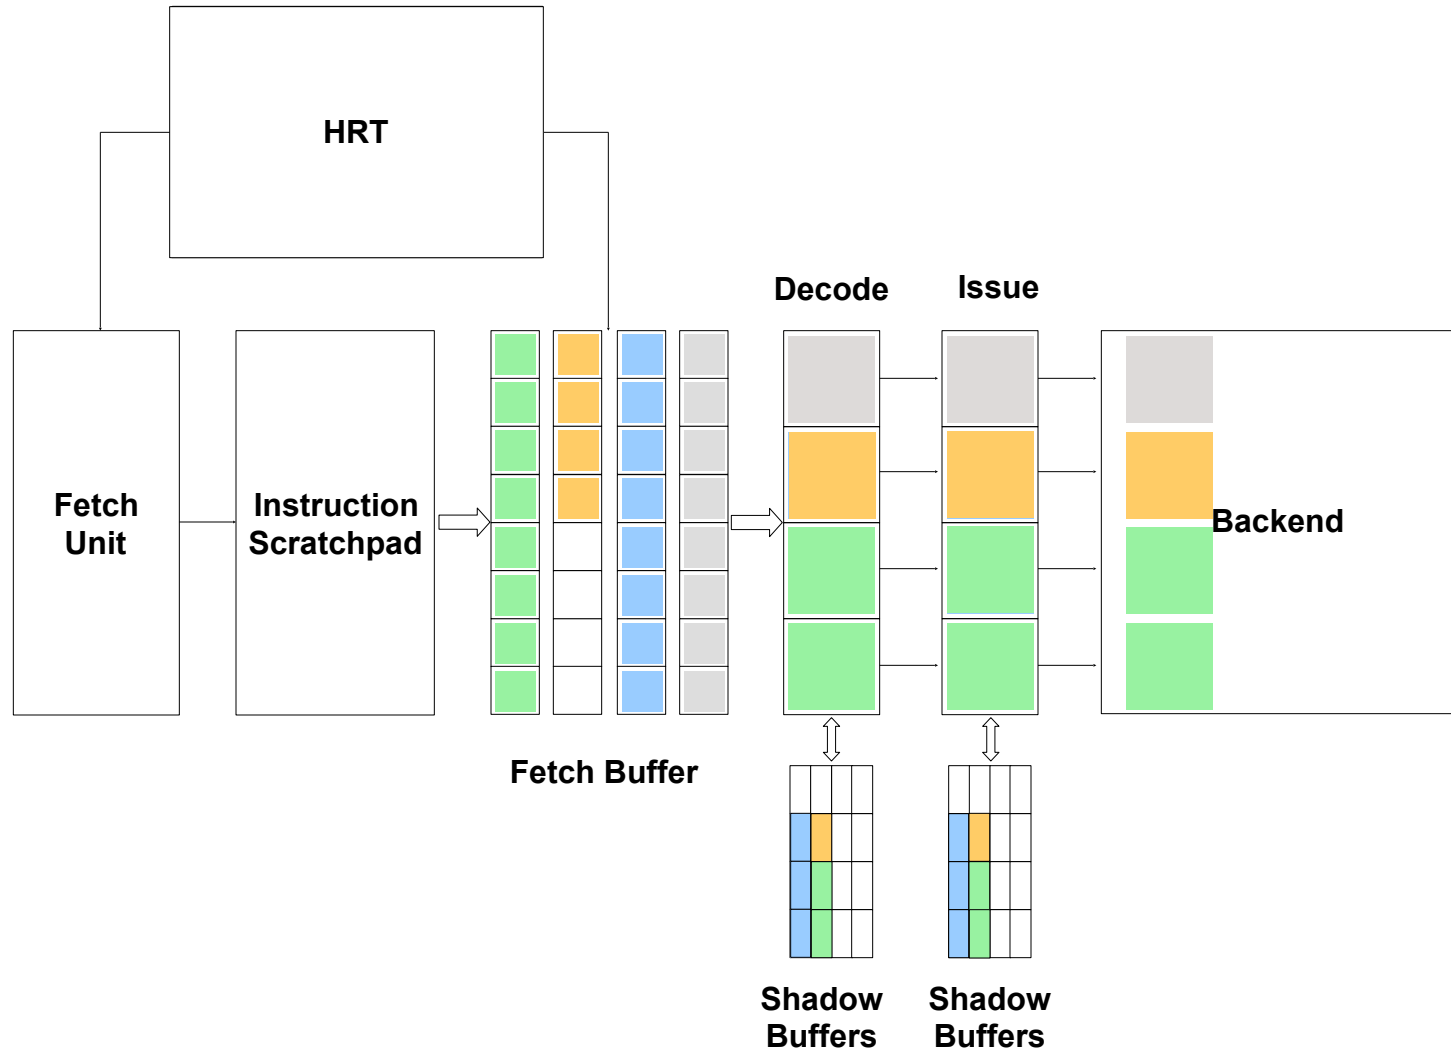 HRT
Decode
Issue
Fetch
Unit
Instruction
Scratchpad
Backend
Fetch Buffer
Shadow
Buffers
Shadow
Buffers